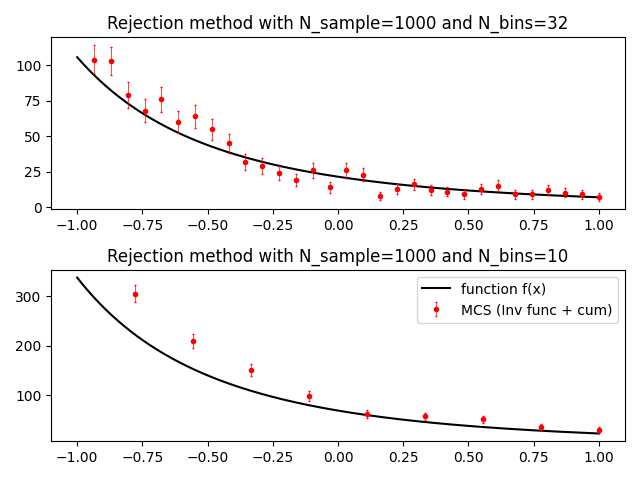 Rejection method with N_sample=1000 and N_bins=32
100
75
50
25
0
−1.00 −0.75 −0.50 −0.25 0.00 0.25 0.50 0.75 1.00
Rejection method with N_sample=1000 and N_bins=10
function f(x)
MCS (Inv func + cum)
300
200
100
−1.00 −0.75 −0.50 −0.25 0.00 0.25 0.50 0.75 1.00